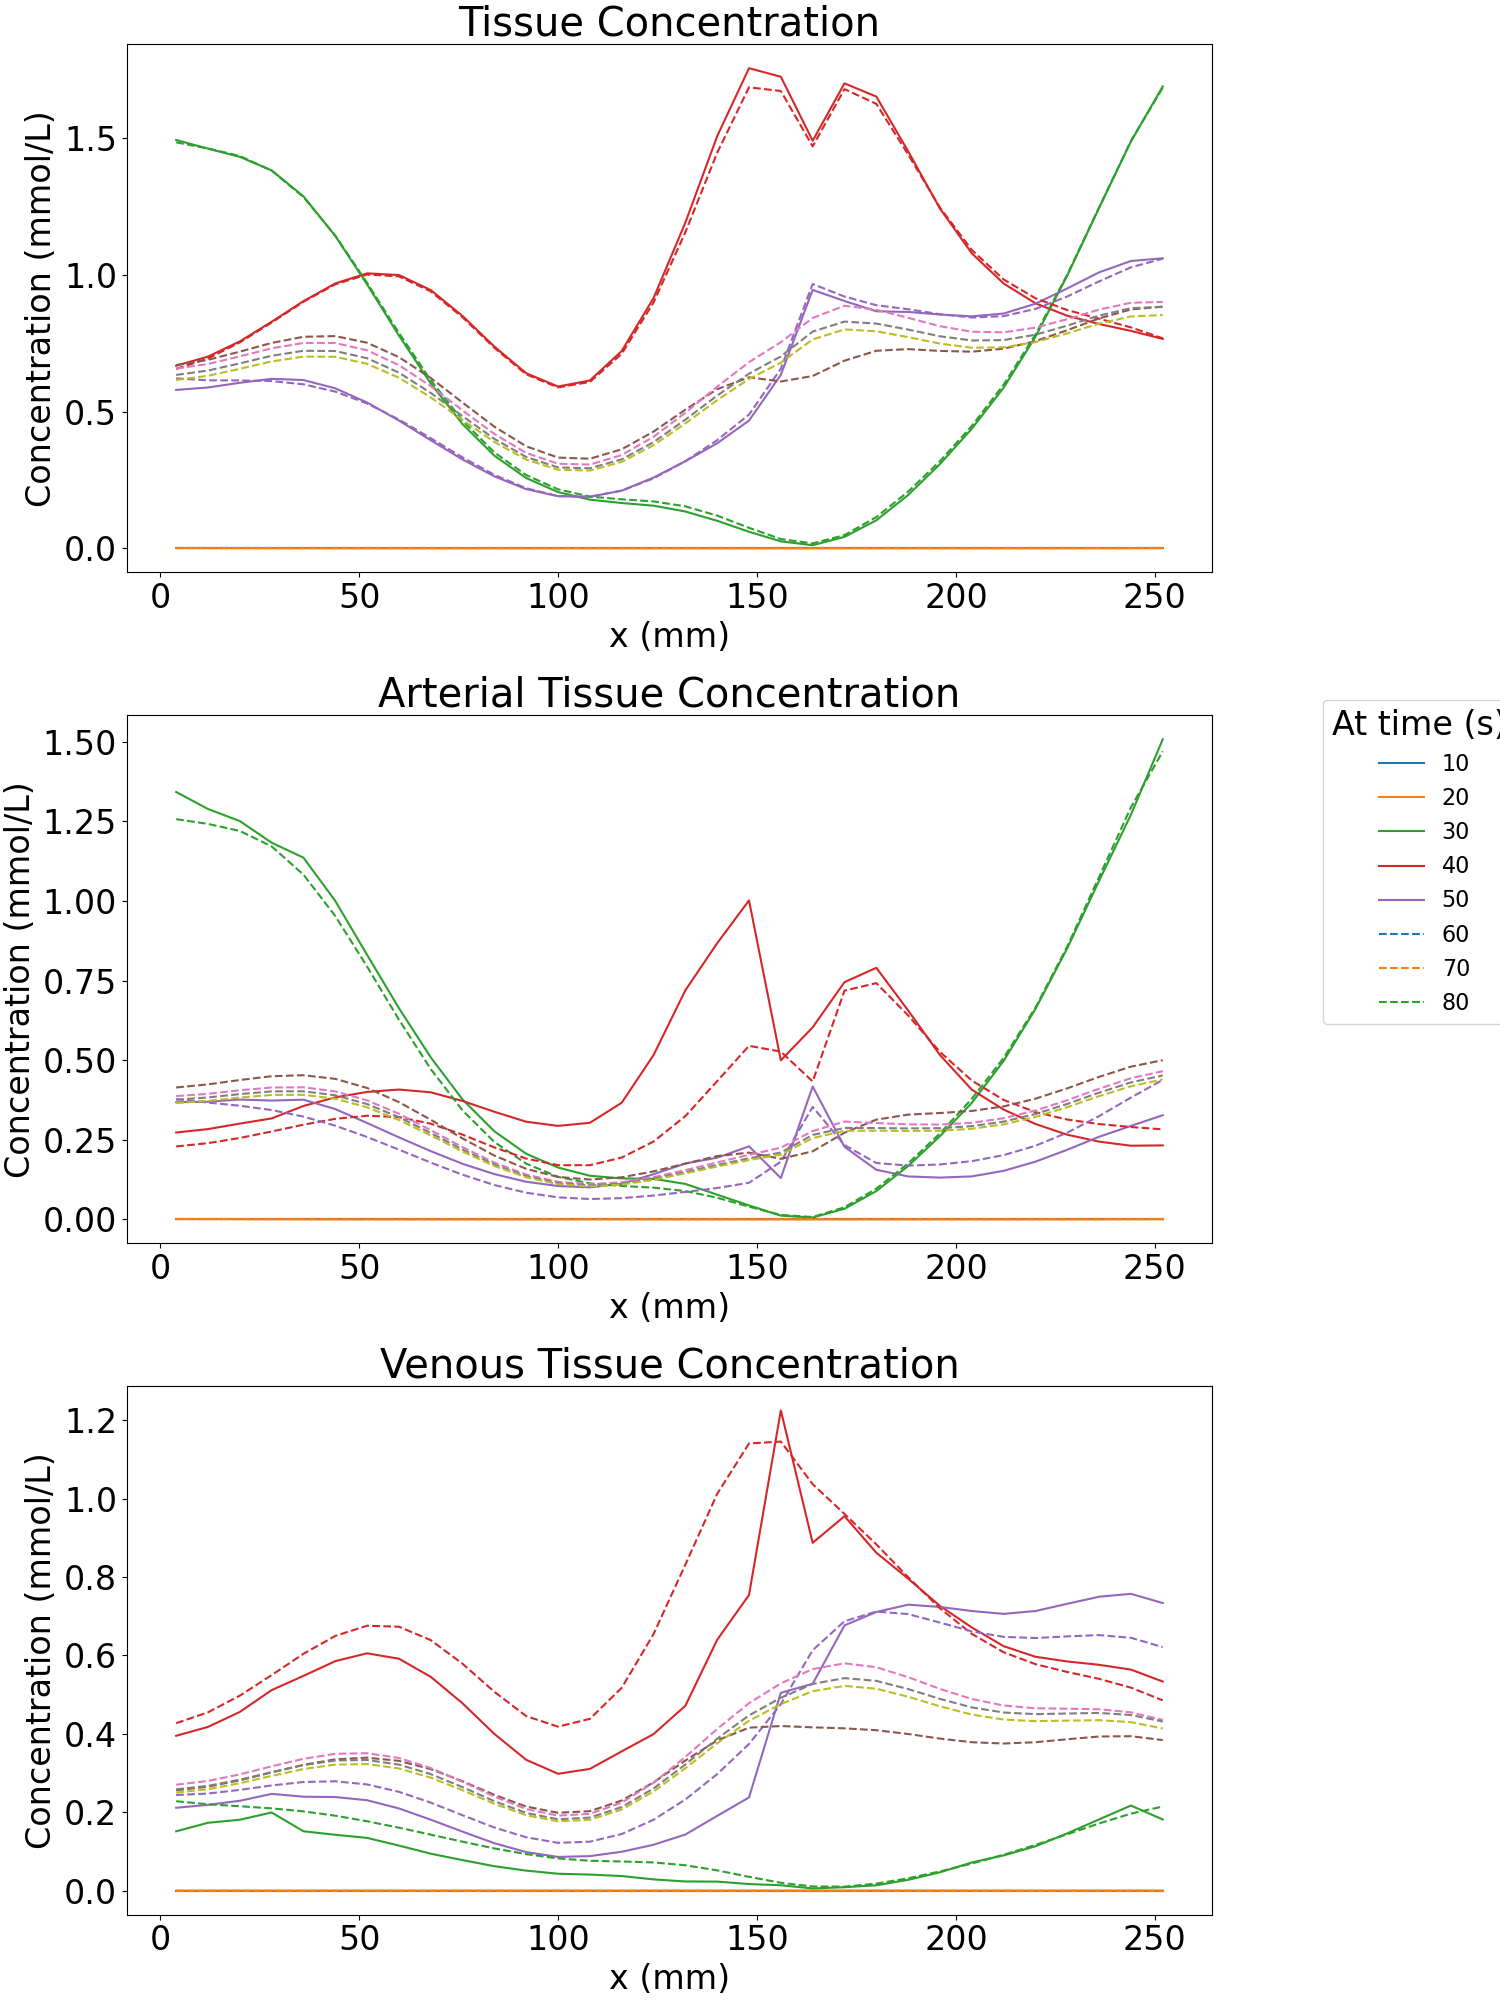 Tissue Concentration
Concentration (mmol/L)
1.5
1.0
0.5
0.0
0 50 100 150 200 250
x (mm)
Arterial Tissue Concentration
Concentration (mmol/L)
1.50
1.25
1.00
0.75
0.50
0.25
0.00
0 50 100 150 200 250
x (mm)
At time (s)
10
20
30
40
50
60
70
80
Venous Tissue Concentration
Concentration (mmol/L)
1.2
1.0
0.8
0.6
0.4
0.2
0.0
0 50 100 150 200 250
x (mm)